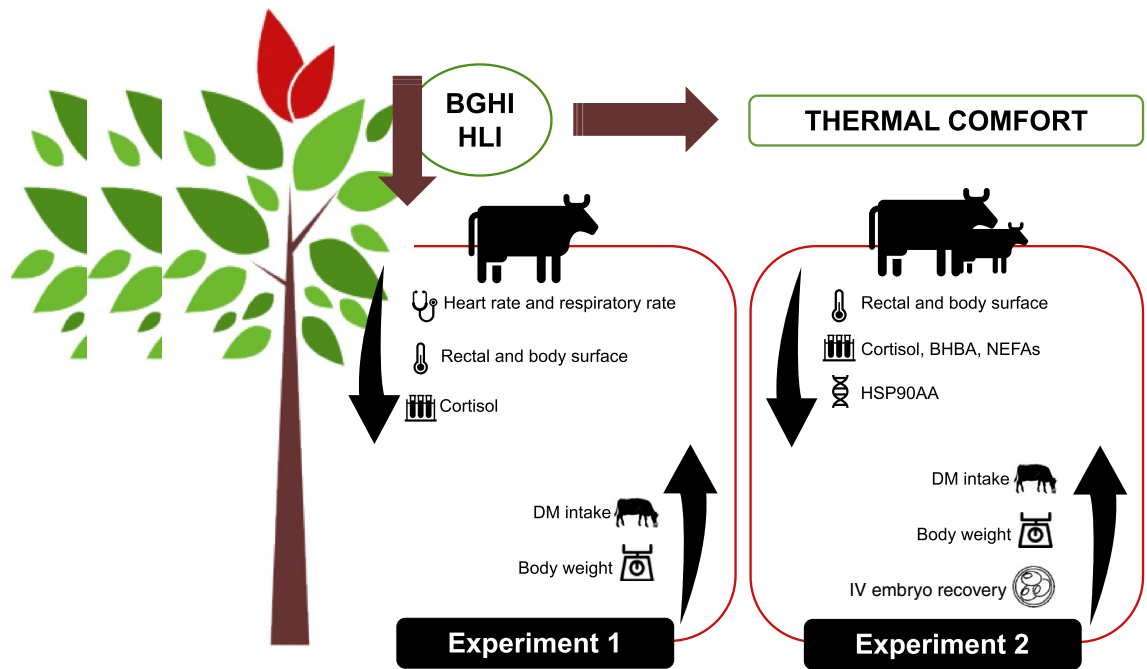 BGHI
HLI
THERMAL COMFORT
Heart rate and respiratory rate
Rectal and body surface
Cortisol
DM intake
Body weight
Experiment 1
Rectal and body surface
Cortisol, BHBA, NEFAs
HSP90AA
DM intake
Body weight
IV embryo recovery
Experiment 2